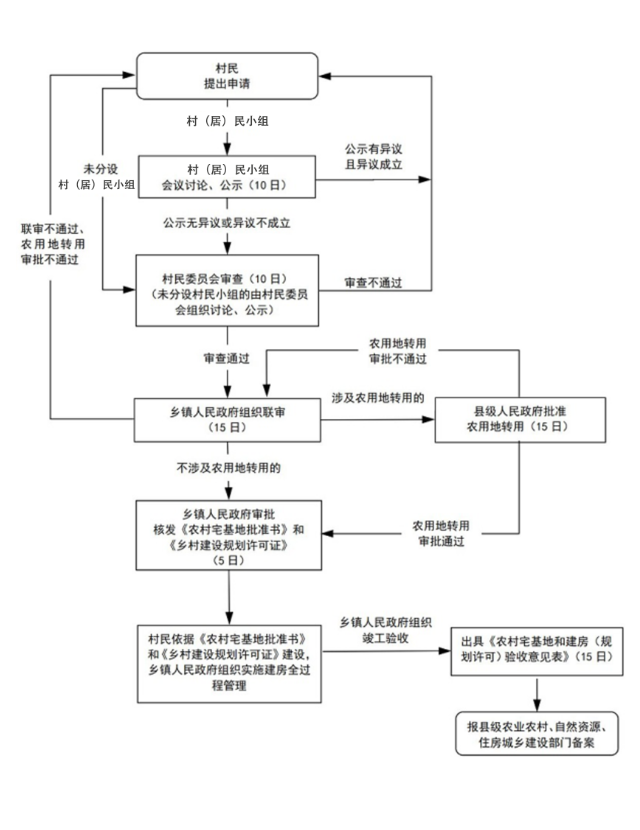 村民
提出申请
村（居）民小组
公示有异议
且异议成立
未分设
村（居）民小组
村（居）民小组
会议讨论、公示（10日）
联审不通过、
农用地转用
审批不通过
公示无异议或异议不成立
村民委员会审查（10日）
（未分设村民小组的由村民委员
会组织讨论、公示）
审查不通过
审查通过
农用地转用
审批不通过
涉及农用地转用的
乡镇人民政府组织联审
（15日）
县级人民政府批准
农用地转用（15日）
不涉及农用地转用的
乡镇人民政府审批
核发《农村宅基地批准书》和
《乡村建设规划许可证》
（5日）
农用地转用
审批通过
村民依据《农村宅基地批准书》
和《乡村建设规划许可证》建设，
乡镇人民政府组织实施建房全过
程管理
乡镇人民政府组织
竣工验收
出具《农村宅基地和建房（规
划许可）验收意见表》（15日）
报县级农业农村、自然资源、
住房城乡建设部门备案